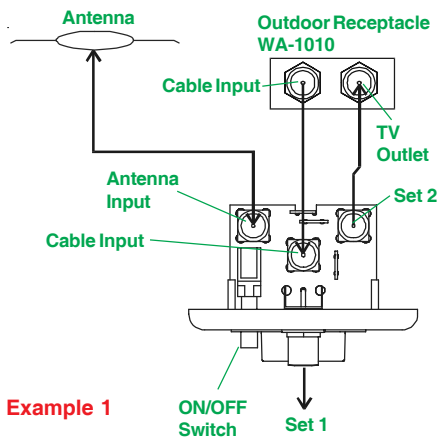 Antenna
Outdoor Receptacle
WA-1010
Cable Input
TV
Outlet
Antenna
Input
Set 2
Cable Input
Example 1
ON/OFF
Switch
Set 1